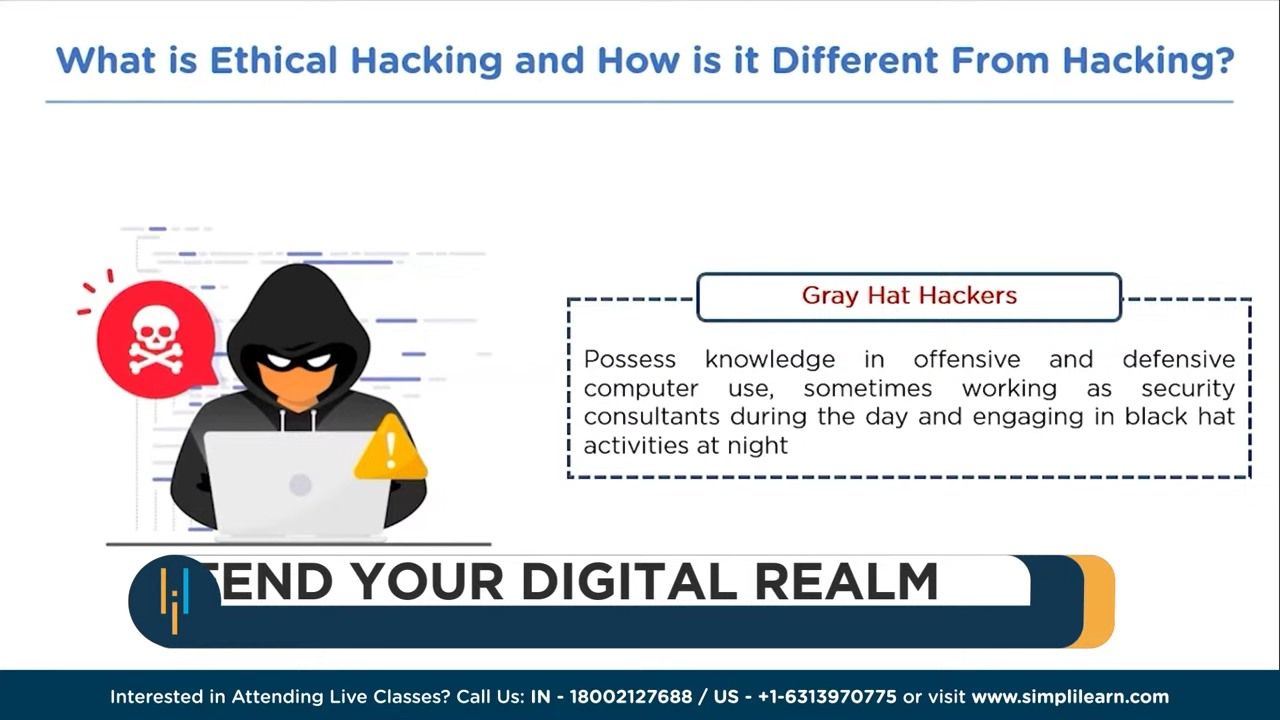 What is Ethical Hacking and How is it Different From Hacking?
Gray Hat Hackers
Possess knowledge in offensive and defensive
computer use, sometimes working as security
consultants during the day and engaging in black hat
activities at night
YOUR DIGITAL REALM
Interested in Attending Live Classes? Call Us: IN - 18002127688 / US - +1-6313970775 or visit www.simplilearn.com